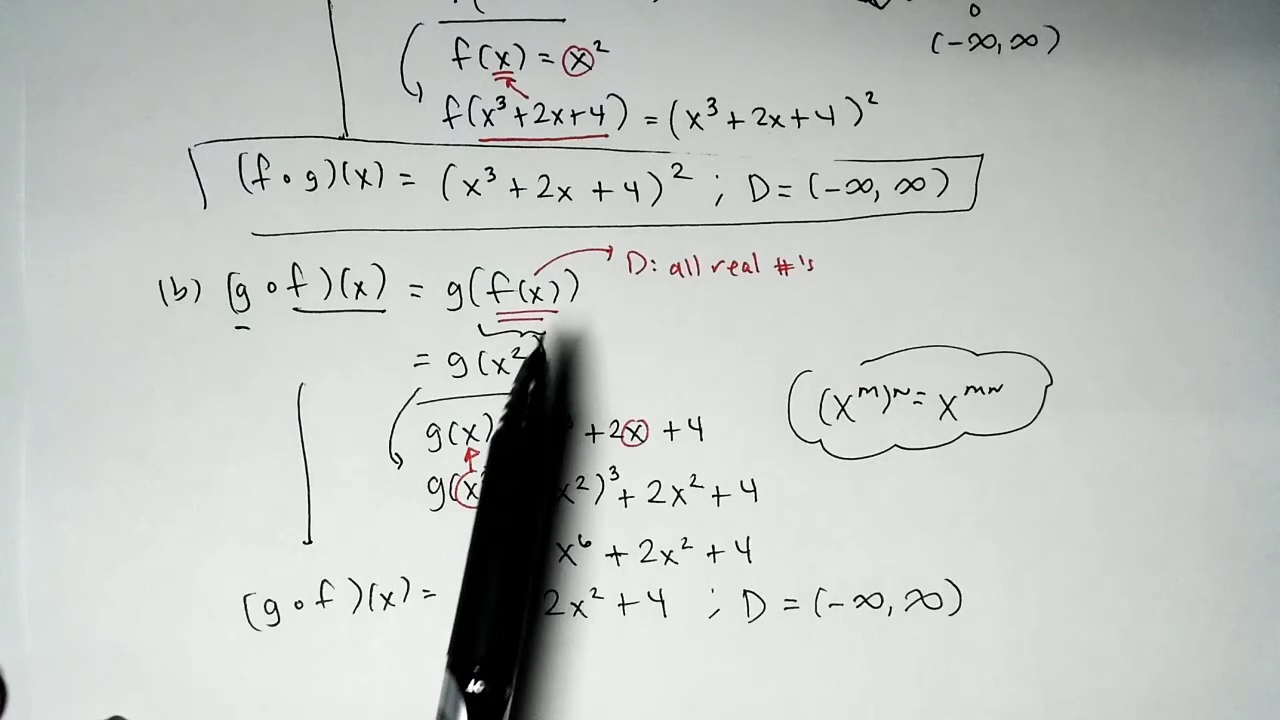 0
(-∞, ∞)
f(x) = x²
f(x³+2x+4) = (x³+2x+4)²
(f∘g)(x) = (x³+2x+4)² ; D = (-∞, ∞)
(b) (g∘f)(x) = g(f(x)) D: all real #'s
= g(x²
(xᵐ)ⁿ = xᵐⁿ
g(x) +2x +4
g(x x²)³+ 2x²+4
x⁶ + 2x²+4
(g∘f)(x) = 2x²+4 ; D = (-∞, ∞)